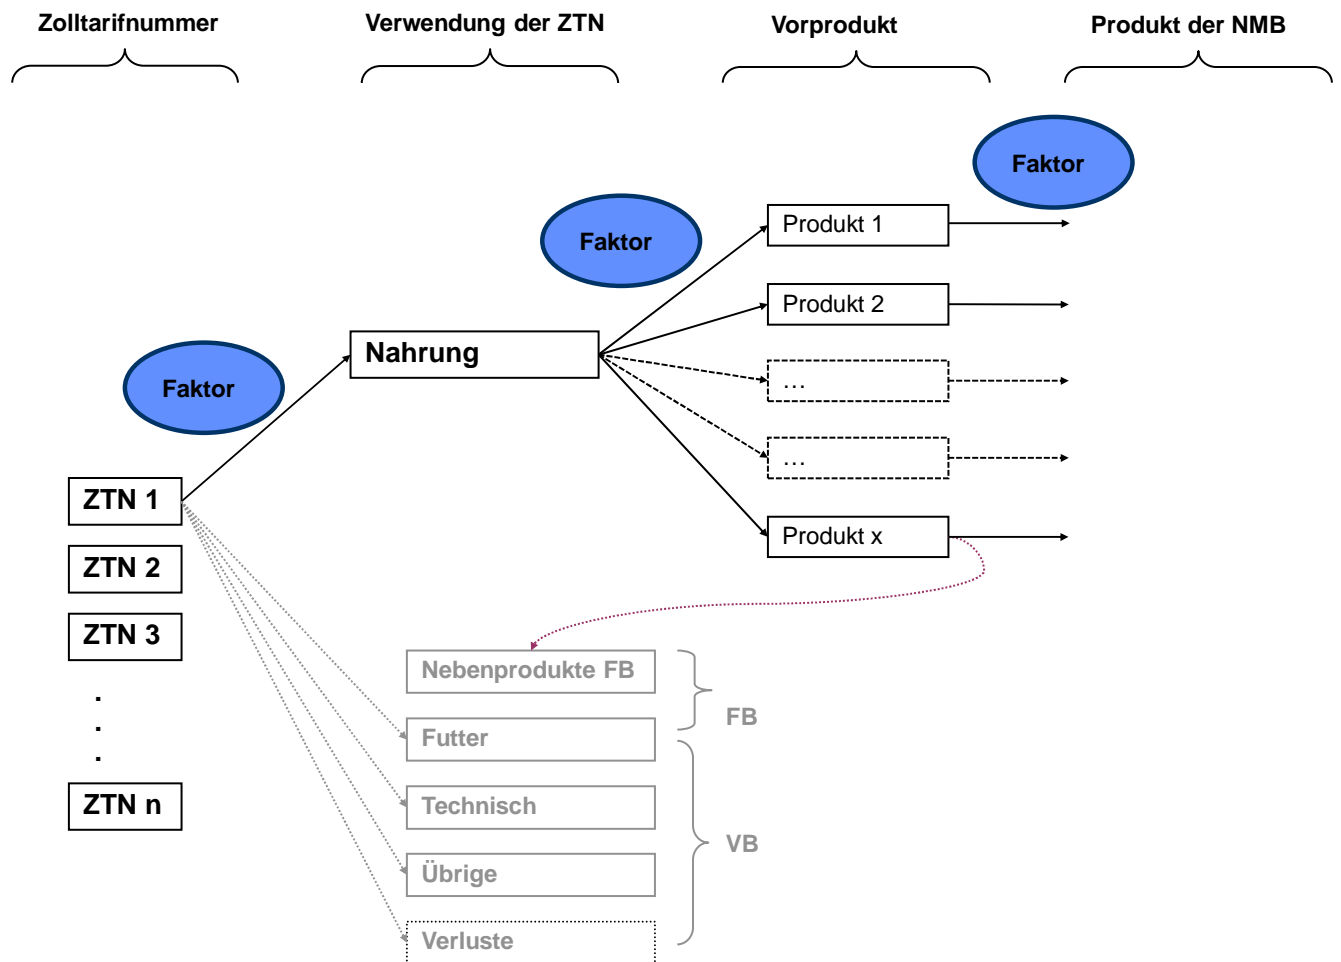 Zolltarifnummer
Verwendung der ZTN
Vorprodukt
Produkt der NMB
Faktor
Faktor
Faktor
Produkt 1
Produkt 2
Nahrung
…
…
Produkt x
ZTN 1
ZTN 2
ZTN 3
.
.
.
ZTN n
Nebenprodukte FB
Futter
Technisch
Übrige
Verluste
FB
VB